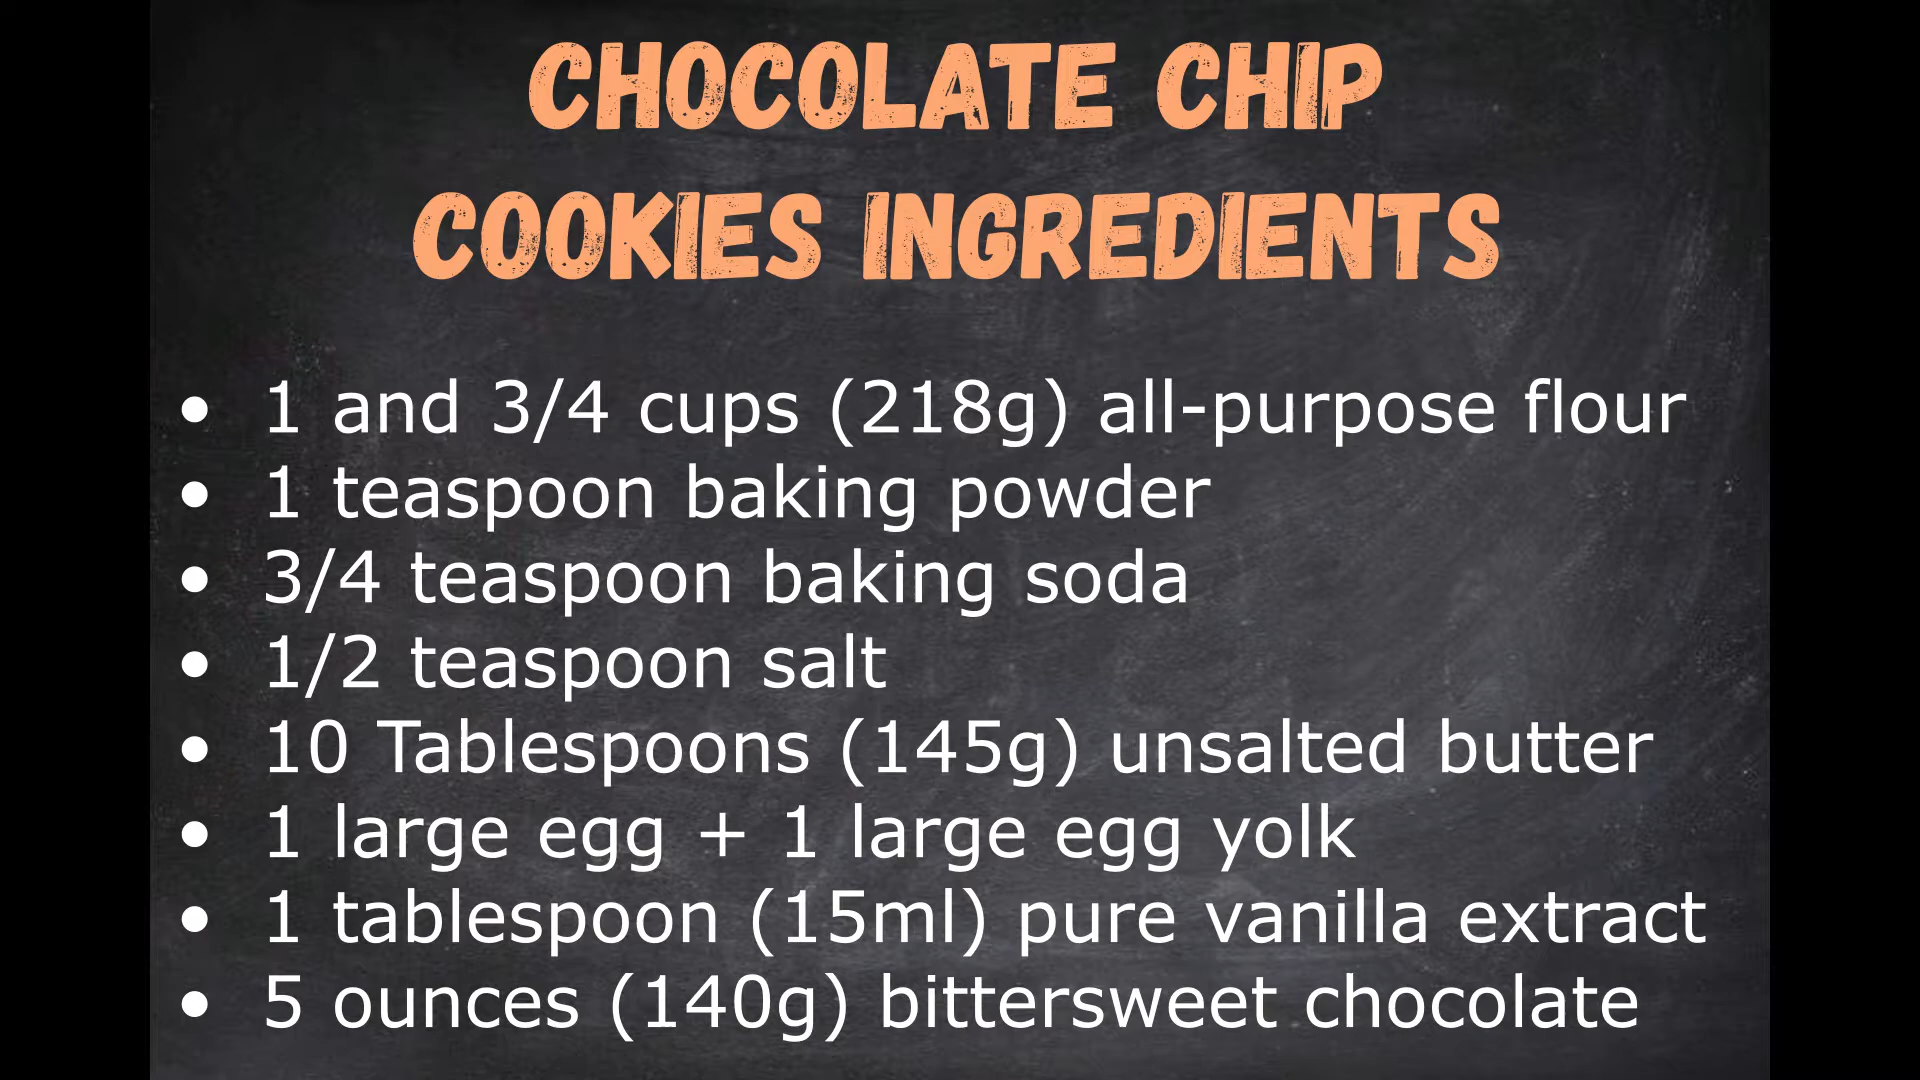 CHOCOLATE CHIP
COOKIES INGREDIENTS
• 1 and 3/4 cups (218g) all-purpose flour
• 1 teaspoon baking powder
• 3/4 teaspoon baking soda
• 1/2 teaspoon salt
• 10 Tablespoons (145g) unsalted butter
• 1 large egg + 1 large egg yolk
• 1 tablespoon (15ml) pure vanilla extract
• 5 ounces (140g) bittersweet chocolate